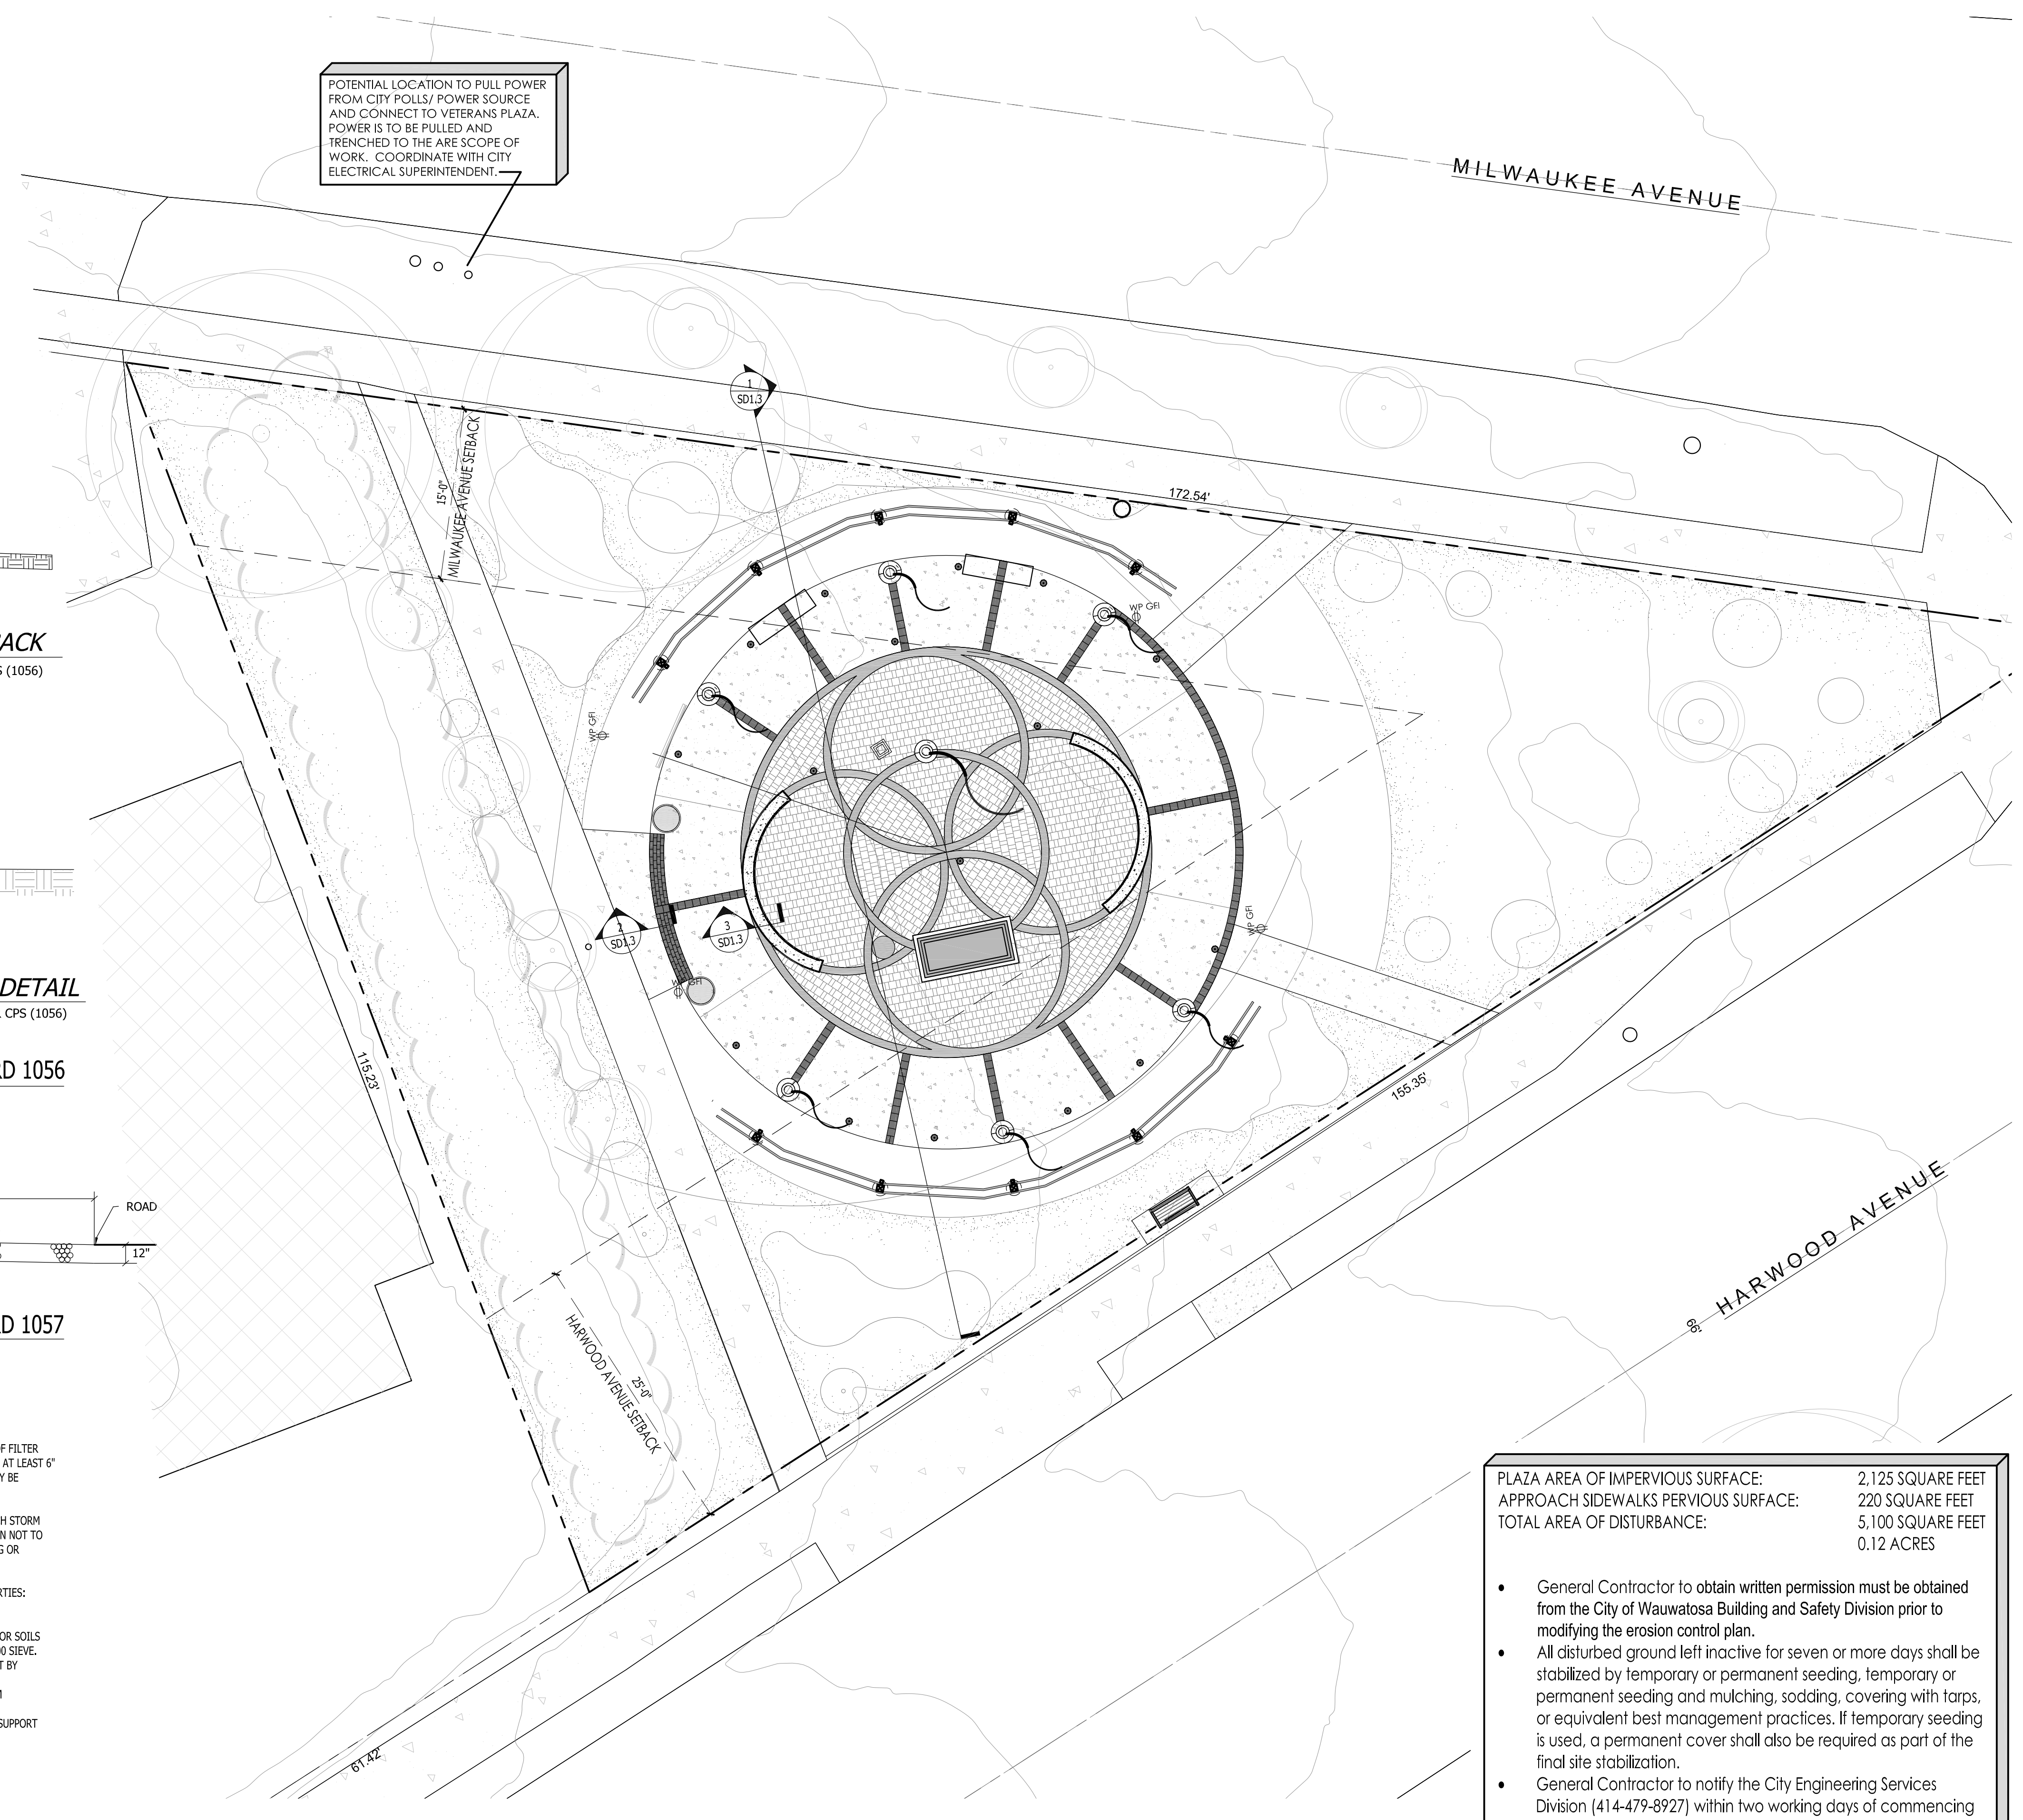 POTENTIAL LOCATION TO PULL POWER
FROM CITY POLLS/ POWER SOURCE
AND CONNECT TO VETERANS PLAZA.
POWER IS TO BE PULLED AND
TRENCHED TO THE ARE SCOPE OF
WORK. COORDINATE WITH CITY
ELECTRICAL SUPERINTENDENT.
MILWAUKEE AVENUE
1
SD1.3
15'-0"
MILWAUKEE AVENUE SETBACK
172.54'
WP GFI
WP GFI
2
SD1.3
3
SD1.3
WP GFI
WP GFI
115.23'
155.35'
HARWOOD AVENUE
66'
25'-0"
HARWOOD AVENUE SETBACK
61.42'
BACK
S (1056)
DETAIL
CPS (1056)
RD 1056
ROAD
12"
RD 1057
OF FILTER
AT LEAST 6"
Y BE
CH STORM
N NOT TO
G OR
RTIES:
OR SOILS
00 SIEVE.
T BY
SUPPORT
PLAZA AREA OF IMPERVIOUS SURFACE: 2,125 SQUARE FEET
APPROACH SIDEWALKS PERVIOUS SURFACE: 220 SQUARE FEET
TOTAL AREA OF DISTURBANCE: 5,100 SQUARE FEET
0.12 ACRES
• General Contractor to obtain written permission must be obtained
from the City of Wauwatosa Building and Safety Division prior to
modifying the erosion control plan.
• All disturbed ground left inactive for seven or more days shall be
stabilized by temporary or permanent seeding, temporary or
permanent seeding and mulching, sodding, covering with tarps,
or equivalent best management practices. If temporary seeding
is used, a permanent cover shall also be required as part of the
final site stabilization.
• General Contractor to notify the City Engineering Services
Division (414-479-8927) within two working days of commencing